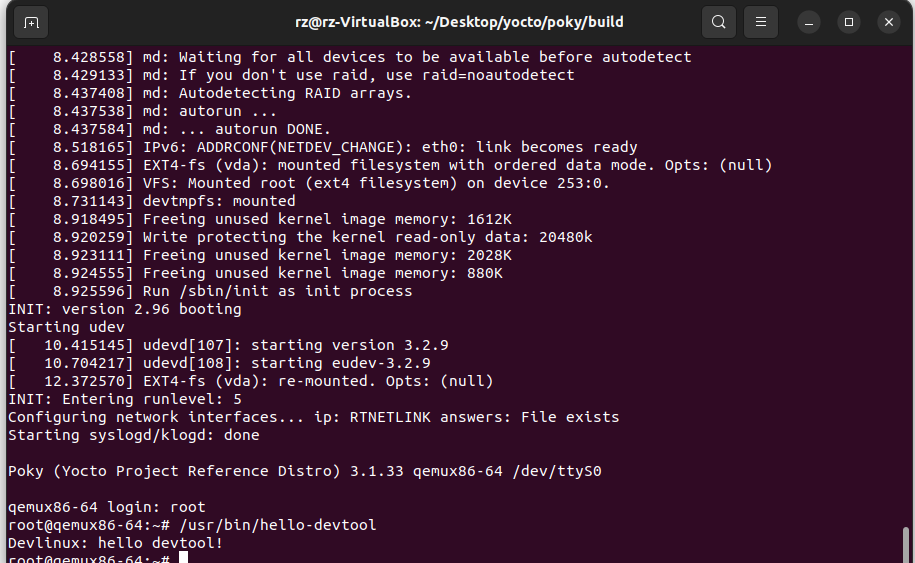 rz@rz-VirtualBox: ~/Desktop/yocto/poky/build
[    8.428558] md: Waiting for all devices to be available before autodetect
[    8.429133] md: If you don't use raid, use raid=noautodetect
[    8.437408] md: Autodetecting RAID arrays.
[    8.437538] md: autorun ...
[    8.437584] md: ... autorun DONE.
[    8.518165] IPv6: ADDRCONF(NETDEV_CHANGE): eth0: link becomes ready
[    8.694155] EXT4-fs (vda): mounted filesystem with ordered data mode. Opts: (null)
[    8.698016] VFS: Mounted root (ext4 filesystem) on device 253:0.
[    8.731143] devtmpfs: mounted
[    8.918495] Freeing unused kernel image memory: 1612K
[    8.920259] Write protecting the kernel read-only data: 20480k
[    8.923111] Freeing unused kernel image memory: 2028K
[    8.924555] Freeing unused kernel image memory: 880K
[    8.925596] Run /sbin/init as init process
INIT: version 2.96 booting
Starting udev
[   10.415145] udevd[107]: starting version 3.2.9
[   10.704217] udevd[108]: starting eudev-3.2.9
[   12.372570] EXT4-fs (vda): re-mounted. Opts: (null)
INIT: Entering runlevel: 5
Configuring network interfaces... ip: RTNETLINK answers: File exists
Starting syslogd/klogd: done
Poky (Yocto Project Reference Distro) 3.1.33 qemux86-64 /dev/ttyS0
qemux86-64 login: root
root@qemux86-64:~# /usr/bin/hello-devtool
Devlinux: hello devtool!
root@qemux86-64:~#